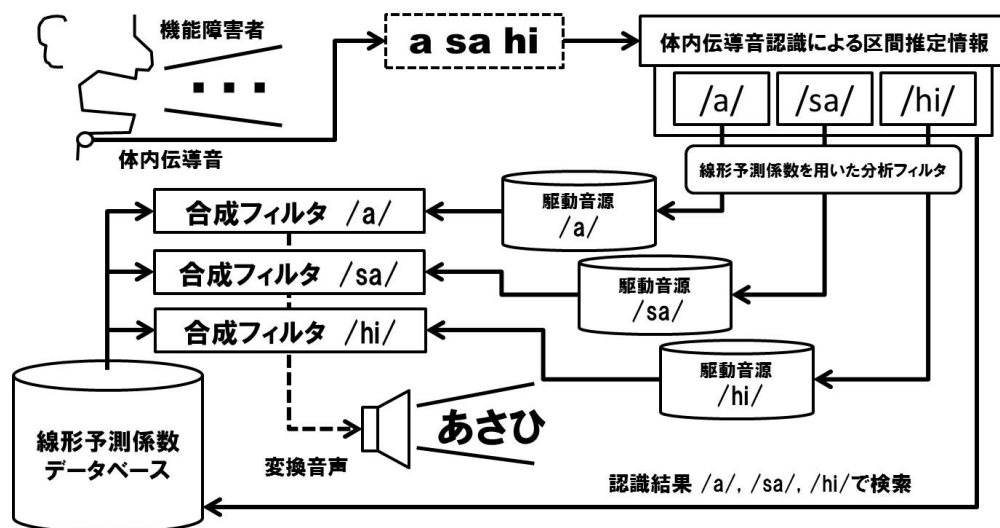 機能障害者
■ ■ ■
体内伝導音
a sa hi
体内伝導音認識による区間推定情報
/a/
/sa/
/hi/
線形予測係数を用いた分析フィルタ
駆動音源
/a/
駆動音源
/sa/
駆動音源
/hi/
合成フィルタ /a/
合成フィルタ /sa/
合成フィルタ /hi/
線形予測係数
データベース
変換音声
あさひ
認識結果 /a/, /sa/, /hi/で検索